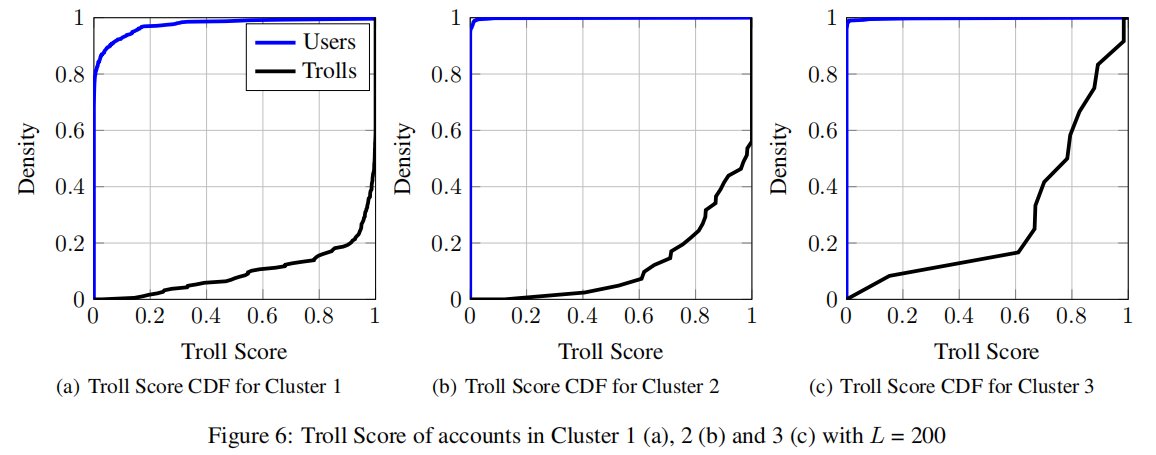 1
0.8
0.6
0.4
0.2
0
Density
Users
Trolls
0 0.2 0.4 0.6 0.8 1
Troll Score
(a) Troll Score CDF for Cluster 1
1
0.8
0.6
0.4
0.2
0
Density
0 0.2 0.4 0.6 0.8 1
Troll Score
(b) Troll Score CDF for Cluster 2
1
0.8
0.6
0.4
0.2
0
Density
0 0.2 0.4 0.6 0.8 1
Troll Score
(c) Troll Score CDF for Cluster 3
Figure 6: Troll Score of accounts in Cluster 1 (a), 2 (b) and 3 (c) with L = 200